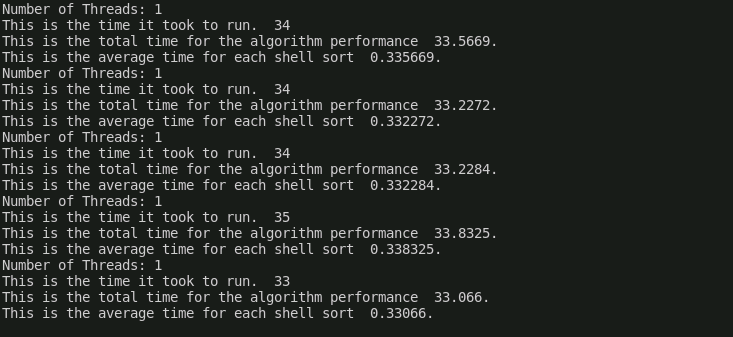 Number of Threads: 1
This is the time it took to run.  34
This is the total time for the algorithm performance  33.5669.
This is the average time for each shell sort  0.335669.
Number of Threads: 1
This is the time it took to run.  34
This is the total time for the algorithm performance  33.2272.
This is the average time for each shell sort  0.332272.
Number of Threads: 1
This is the time it took to run.  34
This is the total time for the algorithm performance  33.2284.
This is the average time for each shell sort  0.332284.
Number of Threads: 1
This is the time it took to run.  35
This is the total time for the algorithm performance  33.8325.
This is the average time for each shell sort  0.338325.
Number of Threads: 1
This is the time it took to run.  33
This is the total time for the algorithm performance  33.066.
This is the average time for each shell sort  0.33066.